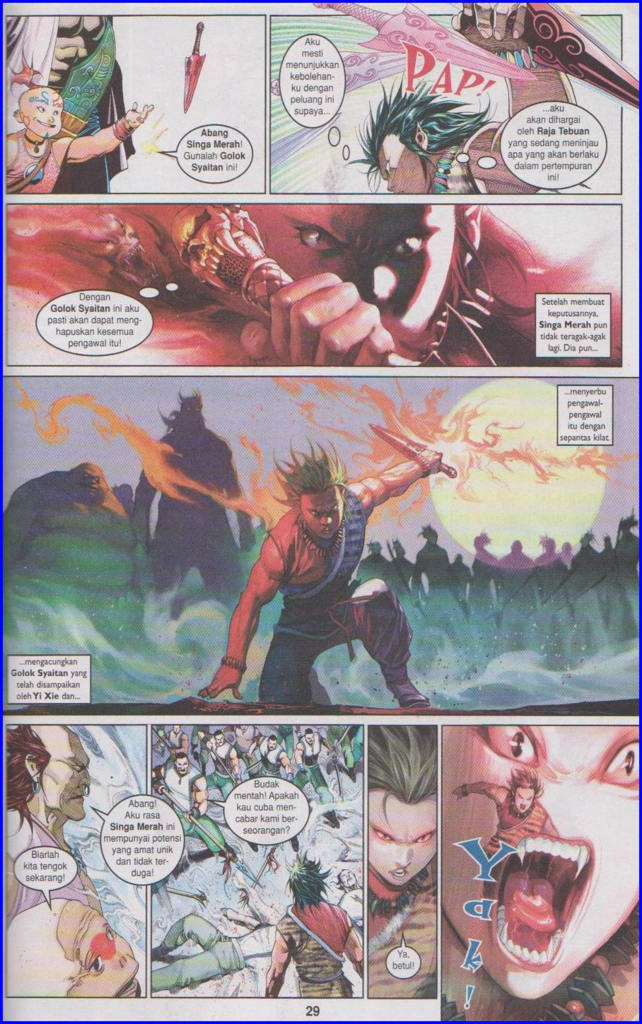 Abang
Singa Merah!
Gunalah Golok
Syaitan ini!
Aku
mesti
menunjukkan
kebolehan-
ku dengan
peluang ini
supaya...
PAP!
...aku
akan dihargai
oleh Raja Tebuan
yang sedang meninjau
apa yang akan berlaku
dalam pertempuran
ini!
Dengan
Golok Syaitan ini aku
pasti akan dapat meng-
hapuskan kesemua
pengawal itu!
Setelah membuat
keputusannya,
Singa Merah pun
tidak teragak-agak
lagi. Dia pun...
...menyerbu
pengawal-
pengawal
itu dengan
sepantas kilat.
...mengacungkan
Golok Syaitan yang
telah disampaikan
oleh Yi Xie dan...
Abang!
Aku rasa
Singa Merah ini
mempunyai potensi
yang amat unik
dan tidak ter-
duga!
Biarlah
kita tengok
sekarang!
Budak
mentah! Apakah
kau cuba men-
cabar kami ber-
seorangan?
Ya,
betul!
Yak!
29